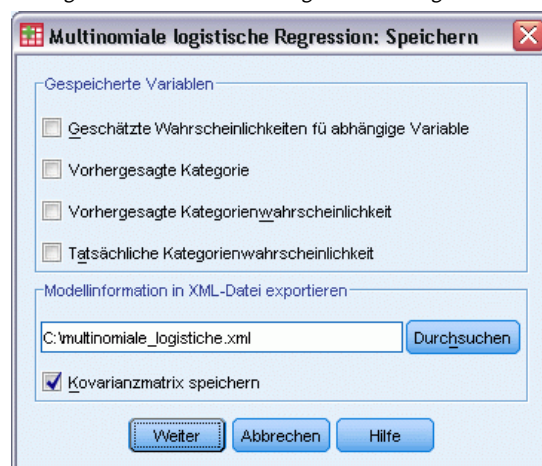 Multinomiale logistische Regression: Speichern
Gespeicherte Variablen
Geschätzte Wahrscheinlichkeiten fü abhängige Variable
Vorhergesagte Kategorie
Vorhergesagte Kategorienwahrscheinlichkeit
Tatsächliche Kategorienwahrscheinlichkeit
Modellinformation in XML-Datei exportieren
C:\multinomiale_logistiche.xml Durchsuchen
Kovarianzmatrix speichern
Weiter Abbrechen Hilfe